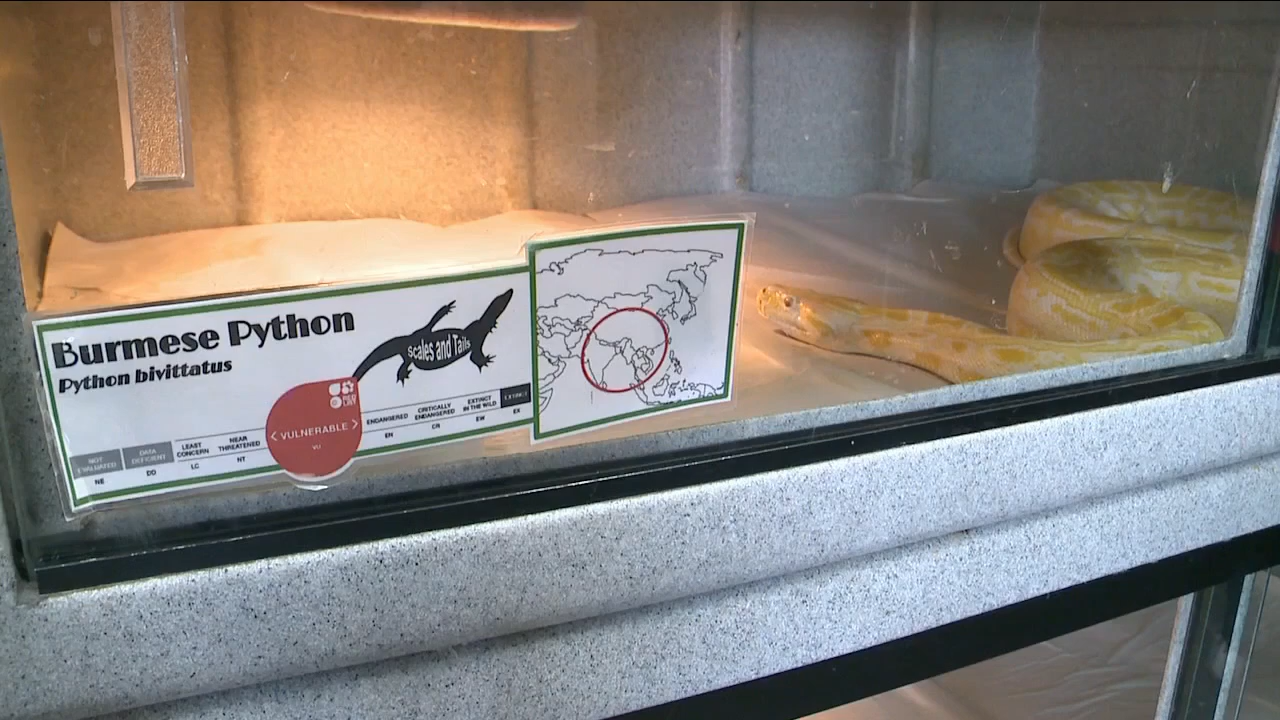 Burmese Python
Python bivittatus
Scales and Tails
NOT EVALUATED
NE
DATA DEFICIENT
DD
LEAST CONCERN
LC
NEAR THREATENED
NT
< VULNERABLE >
VU
ENDANGERED
EN
CRITICALLY ENDANGERED
CR
EXTINCT IN THE WILD
EW
EXTINCT
EX